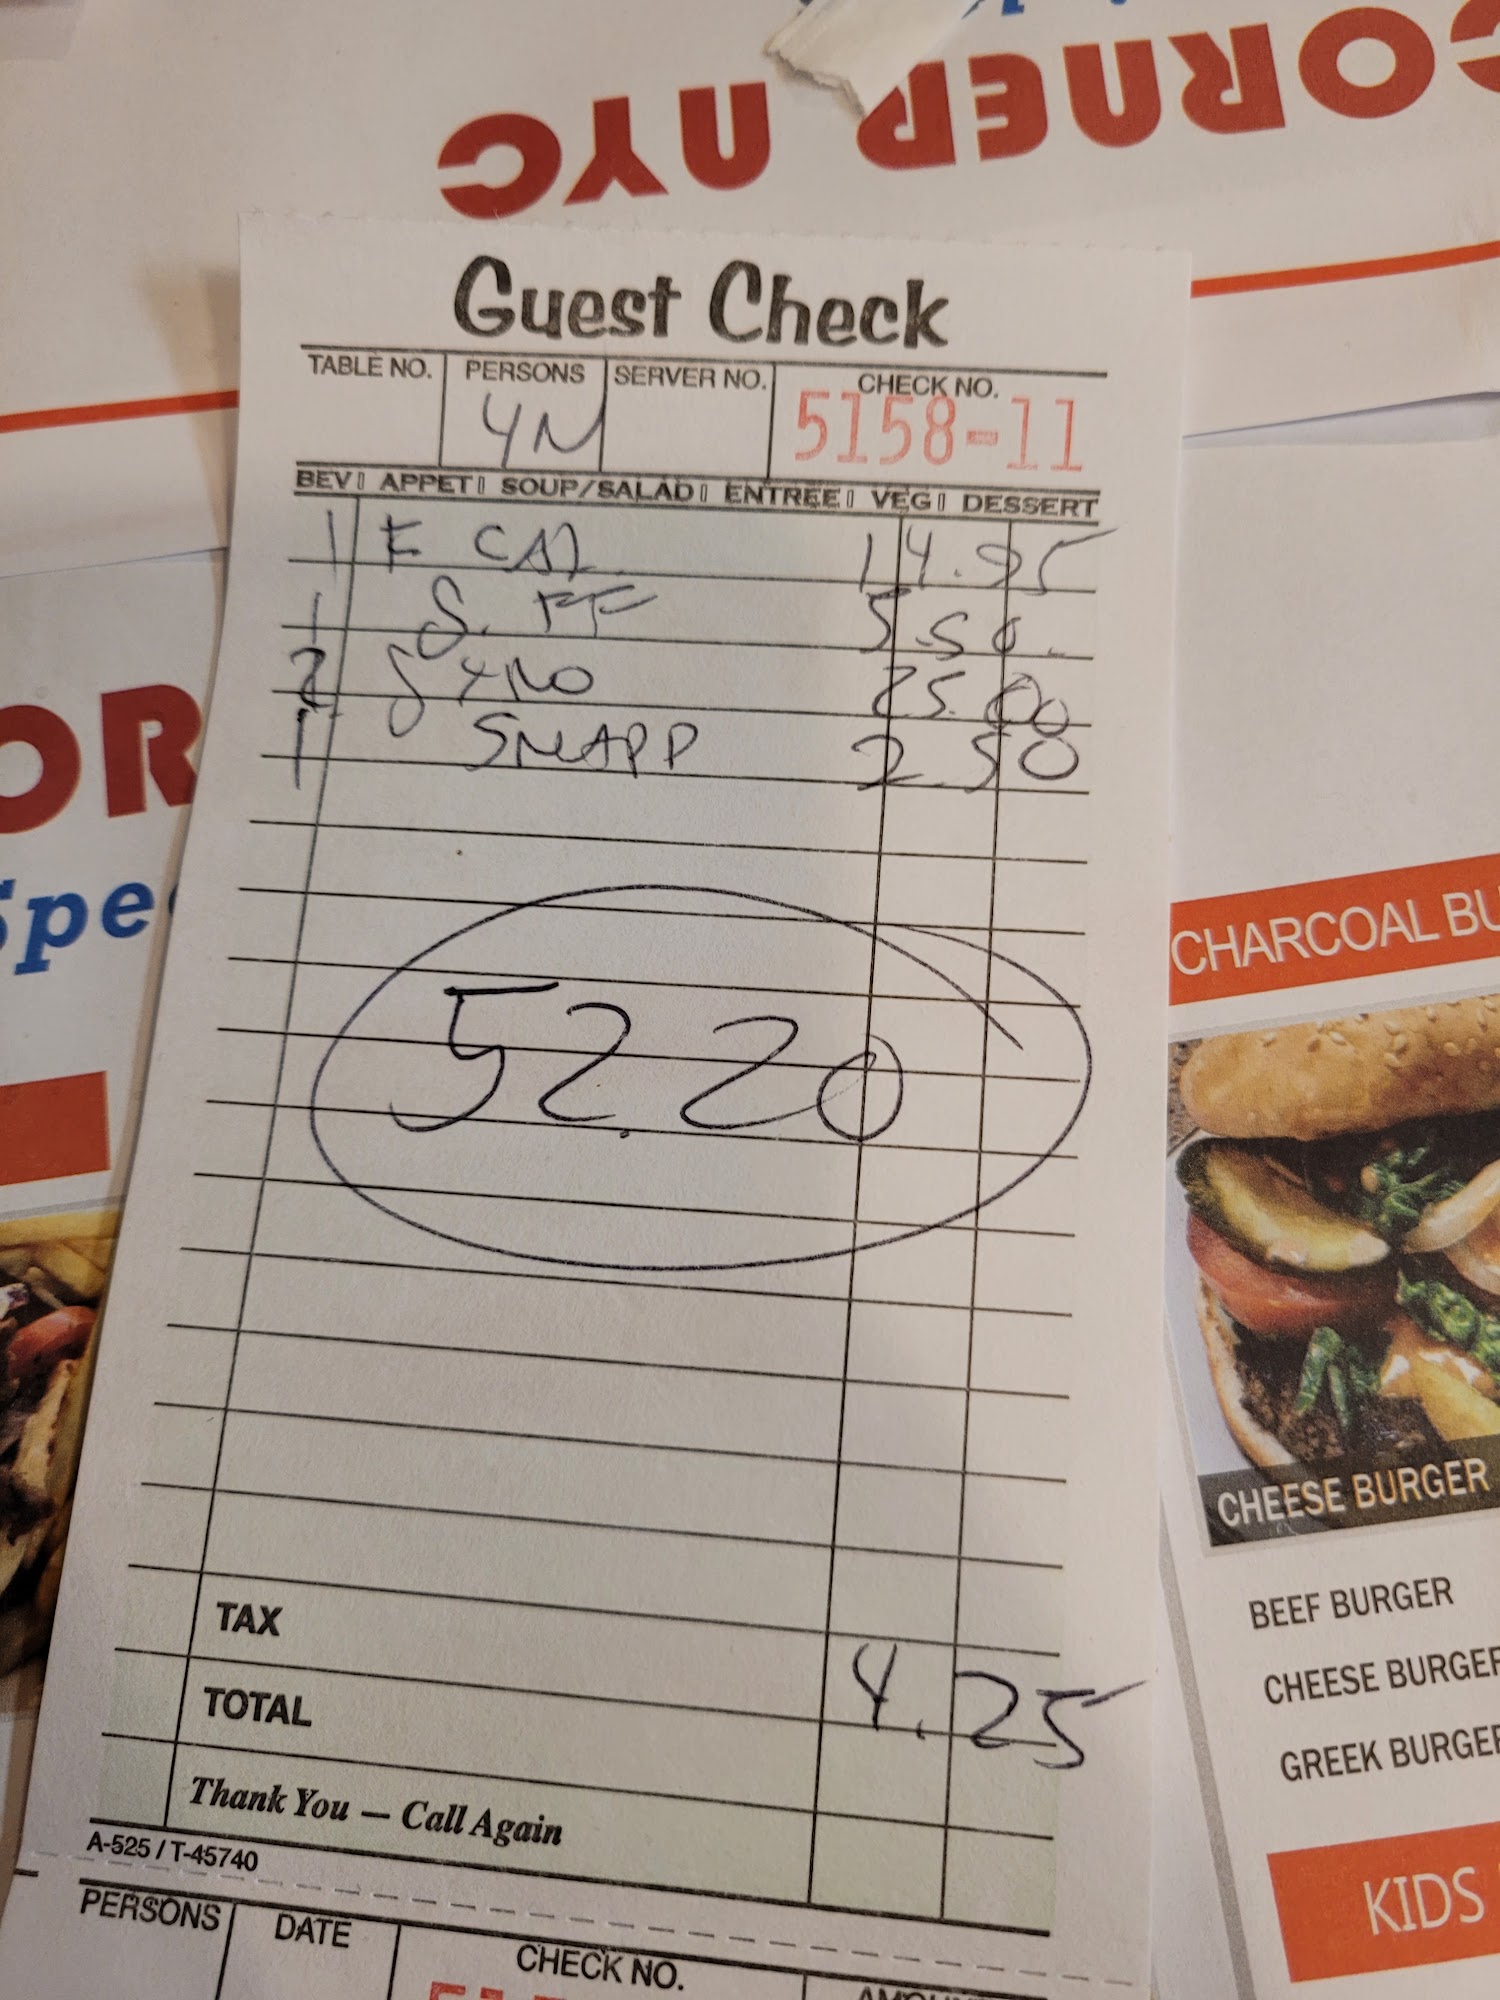 CORNER NYC
Guest Check
TABLE NO. PERSONS SERVER NO. CHECK NO.
4N 5158-11
BEV APPET SOUP/SALAD ENTREE VEG DESSERT
1 F CAL 14.95
1 S. FF 5.50
2 GYRO 25.00
1 SNAPP 2.50
52.20
TAX
TOTAL 4.25
Thank You — Call Again
A-525 / T-45740
PERSONS DATE CHECK NO.
OR
Spe
CHARCOAL BU
CHEESE BURGER
BEEF BURGER
CHEESE BURGER
GREEK BURGER
KIDS